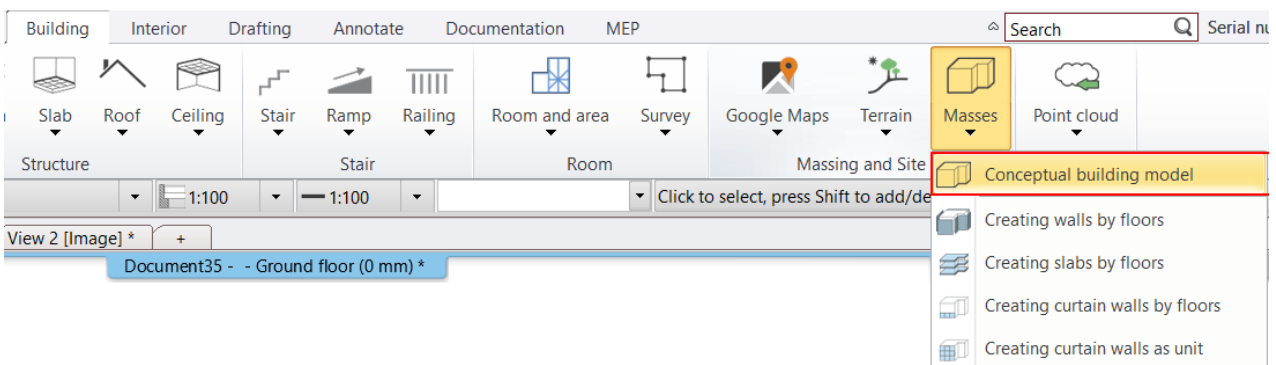 Building Interior Drafting Annotate Documentation MEP Search Serial
Slab Roof Ceiling Stair Ramp Railing Room and area Survey Google Maps Terrain Masses Point cloud
Structure Stair Room Massing and Site
1:100 1:100 Click to select, press Shift to add/de
View 2 [Image] * +
Document35 - - Ground floor (0 mm) *
Conceptual building model
Creating walls by floors
Creating slabs by floors
Creating curtain walls by floors
Creating curtain walls as unit